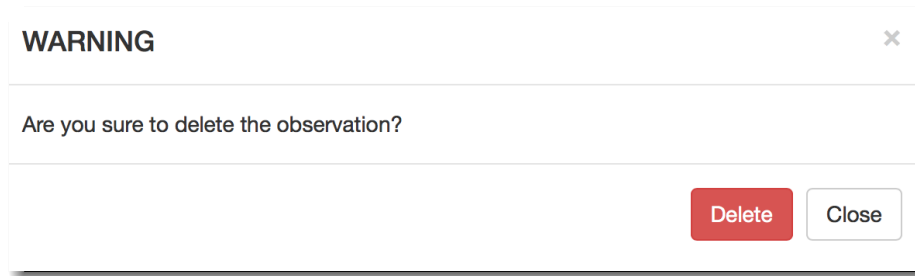 WARNING ×
Are you sure to delete the observation?
Delete Close